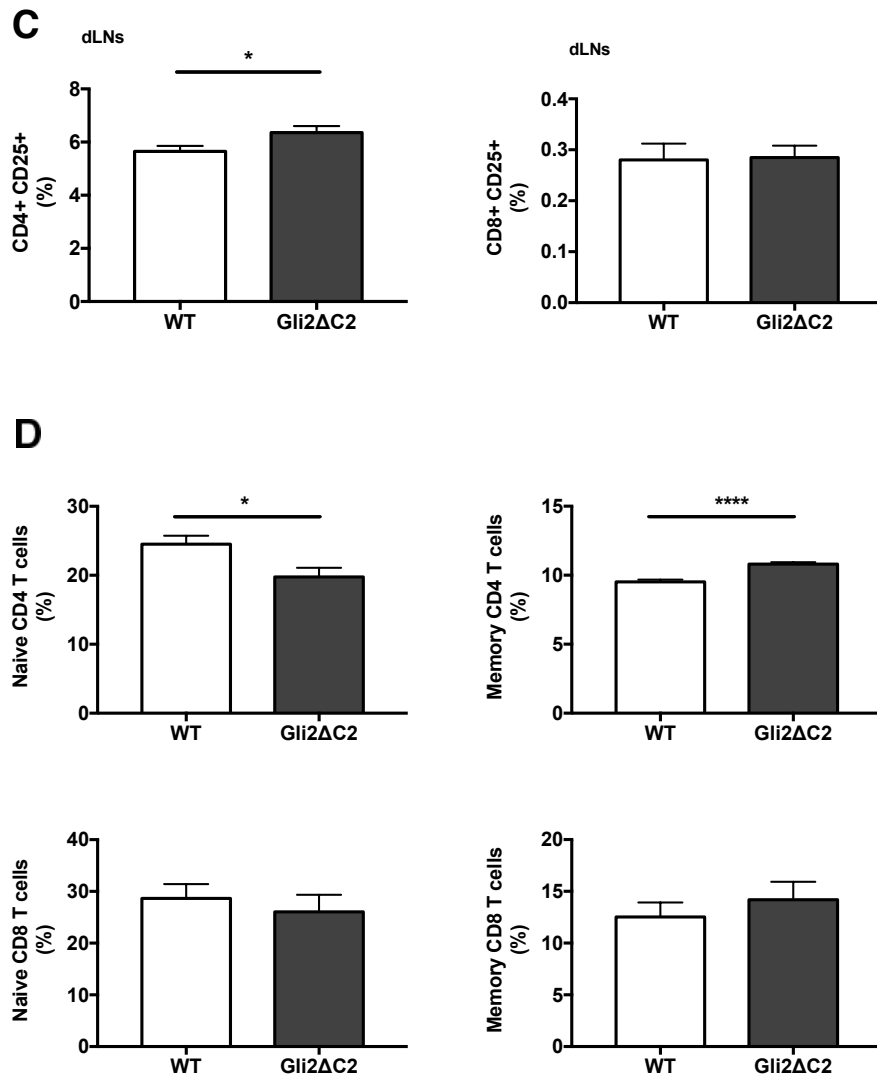 C
dLNs
*
8
6
4
2
0
CD4+ CD25+
(%)
WT
Gli2ΔC2
dLNs
0.4
0.3
0.2
0.1
0.0
CD8+ CD25+
(%)
WT
Gli2ΔC2
D
*
30
20
10
0
Naive CD4 T cells
(%)
WT
Gli2ΔC2
****
15
10
5
0
Memory CD4 T cells
(%)
WT
Gli2ΔC2
40
30
20
10
0
Naive CD8 T cells
(%)
WT
Gli2ΔC2
20
15
10
5
0
Memory CD8 T cells
(%)
WT
Gli2ΔC2